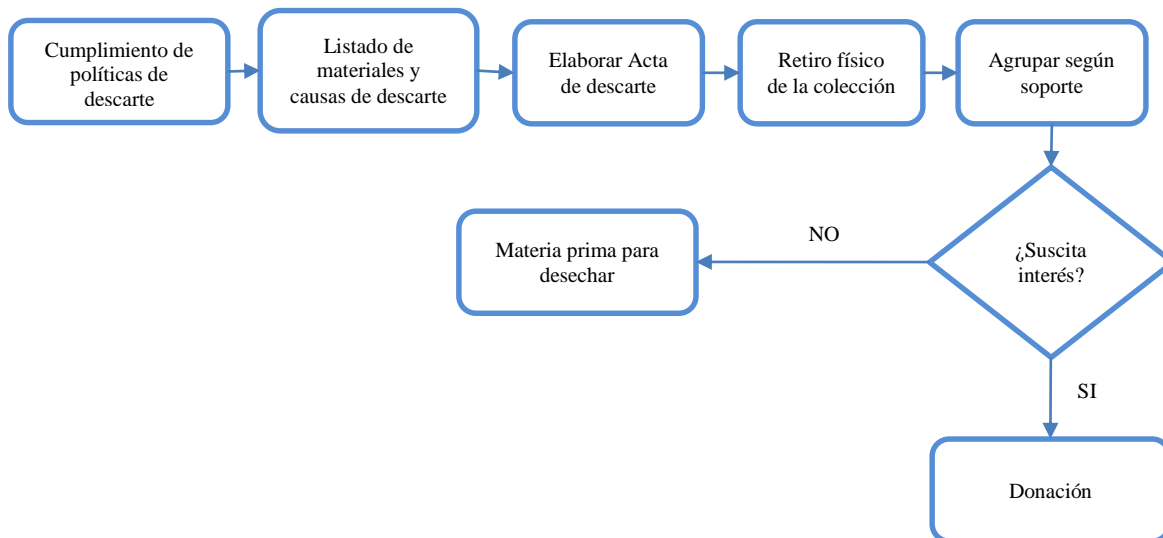 Cumplimiento de
políticas de
descarte
Listado de
materiales y
causas de descarte
Elaborar Acta
de descarte
Retiro físico
de la colección
Agrupar según
soporte
¿Suscita
interés?
NO
Materia prima para
desechar
SI
Donación